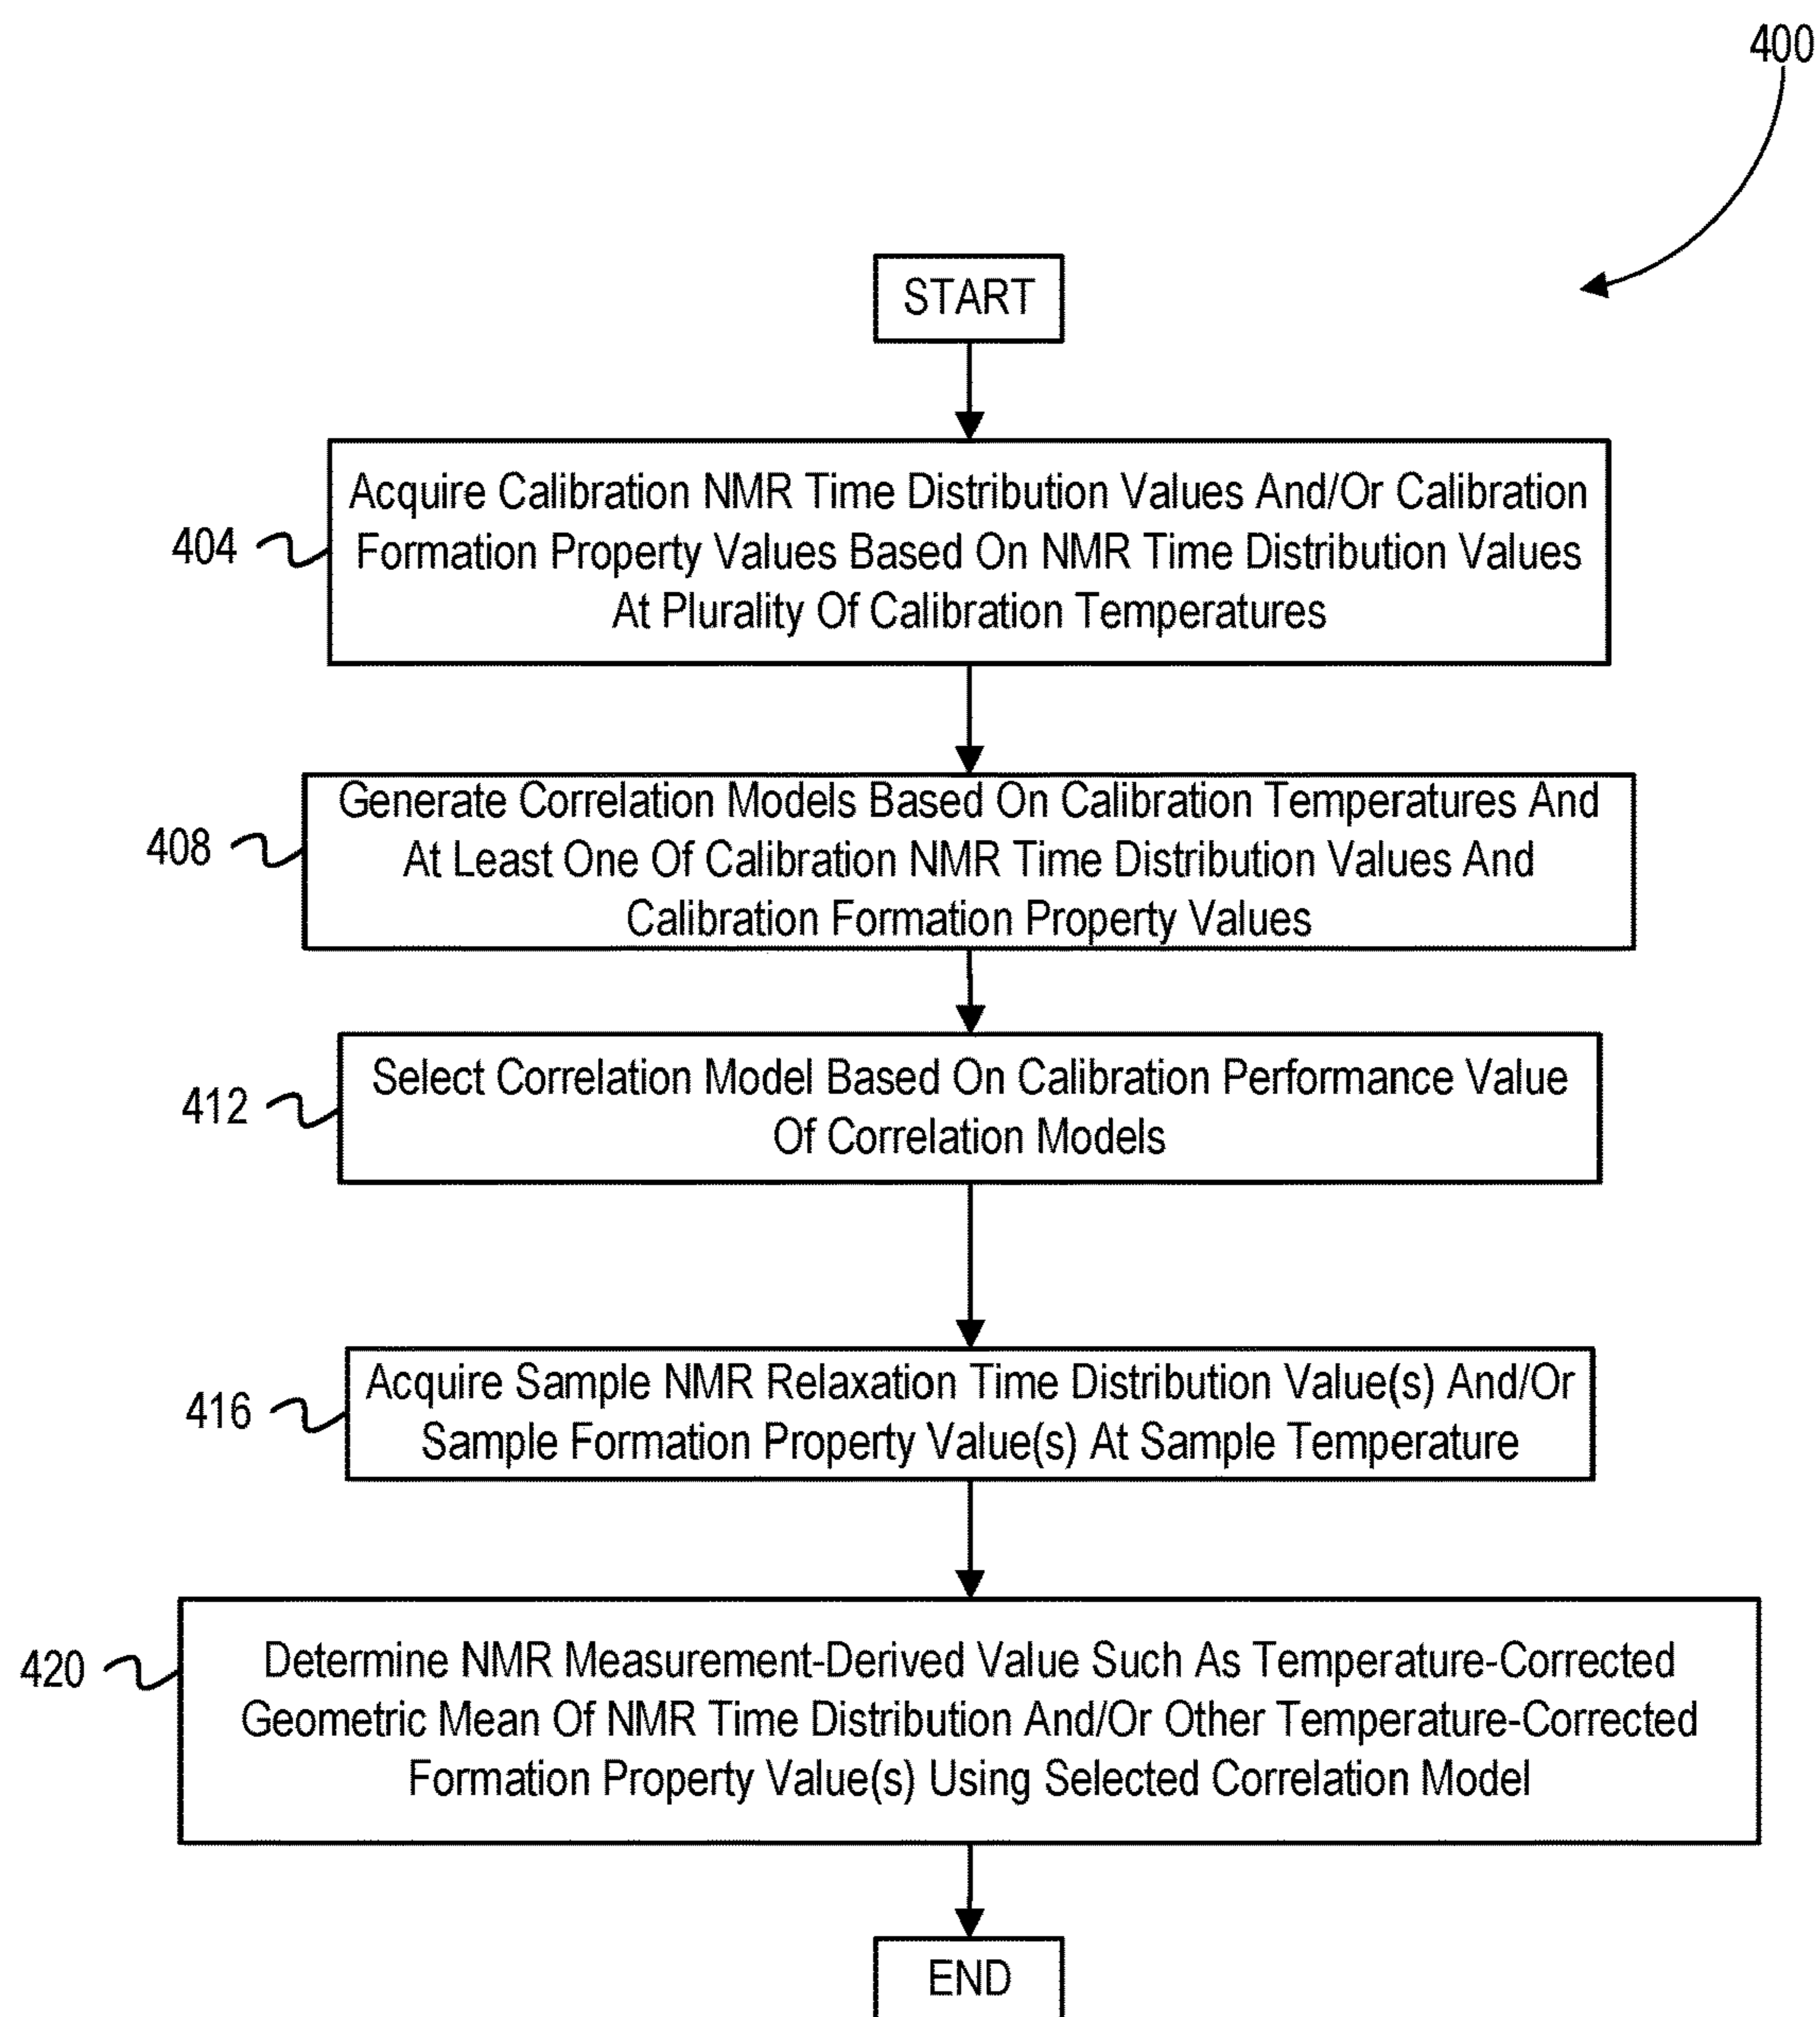 400
START
404
Acquire Calibration NMR Time Distribution Values And/Or Calibration
Formation Property Values Based On NMR Time Distribution Values
At Plurality Of Calibration Temperatures
408
Generate Correlation Models Based On Calibration Temperatures And
At Least One Of Calibration NMR Time Distribution Values And
Calibration Formation Property Values
412
Select Correlation Model Based On Calibration Performance Value
Of Correlation Models
416
Acquire Sample NMR Relaxation Time Distribution Value(s) And/Or
Sample Formation Property Value(s) At Sample Temperature
420
Determine NMR Measurement-Derived Value Such As Temperature-Corrected
Geometric Mean Of NMR Time Distribution And/Or Other Temperature-Corrected
Formation Property Value(s) Using Selected Correlation Model
END